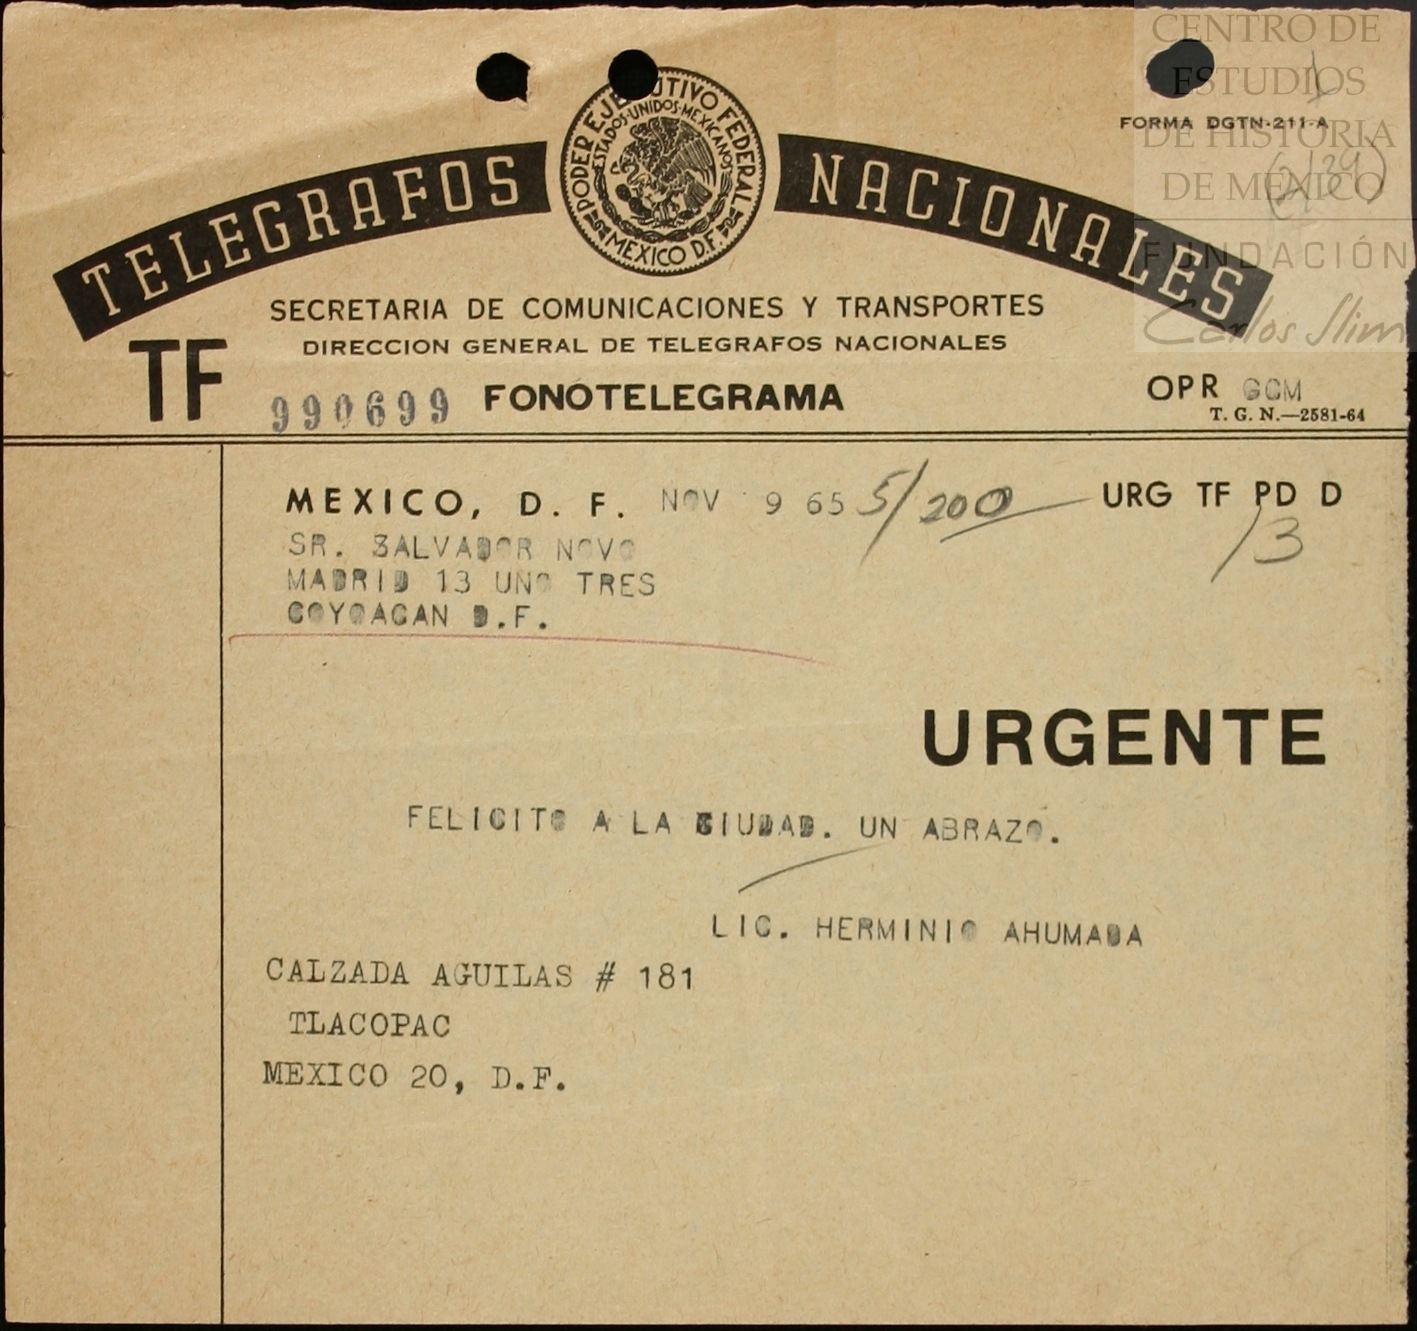 CENTRO DE
ESTUDIOS
DE HISTORIA
DE MÉXICO
FUNDACIÓN
Carlos Slim
FORMA DGTN-211-A
TELEGRAFOS NACIONALES
PODER EJECUTIVO FEDERAL
ESTADOS·UNIDOS·MEXICANOS
MEXICO D.F.
SECRETARIA DE COMUNICACIONES Y TRANSPORTES
DIRECCION GENERAL DE TELEGRAFOS NACIONALES
TF 990699 FONOTELEGRAMA OPR GCM
T. G. N.—2581-64
MEXICO, D. F. NOV 9 65 5/200 URG TF PD D
/3
SR. SALVADOR NOVO
MADRID 13 UNO TRES
COYOACAN D.F.
URGENTE
FELICITO A LA CIUDAD. UN ABRAZO.
LIC. HERMINIO AHUMADA
CALZADA AGUILAS # 181
TLACOPAC
MEXICO 20, D.F.